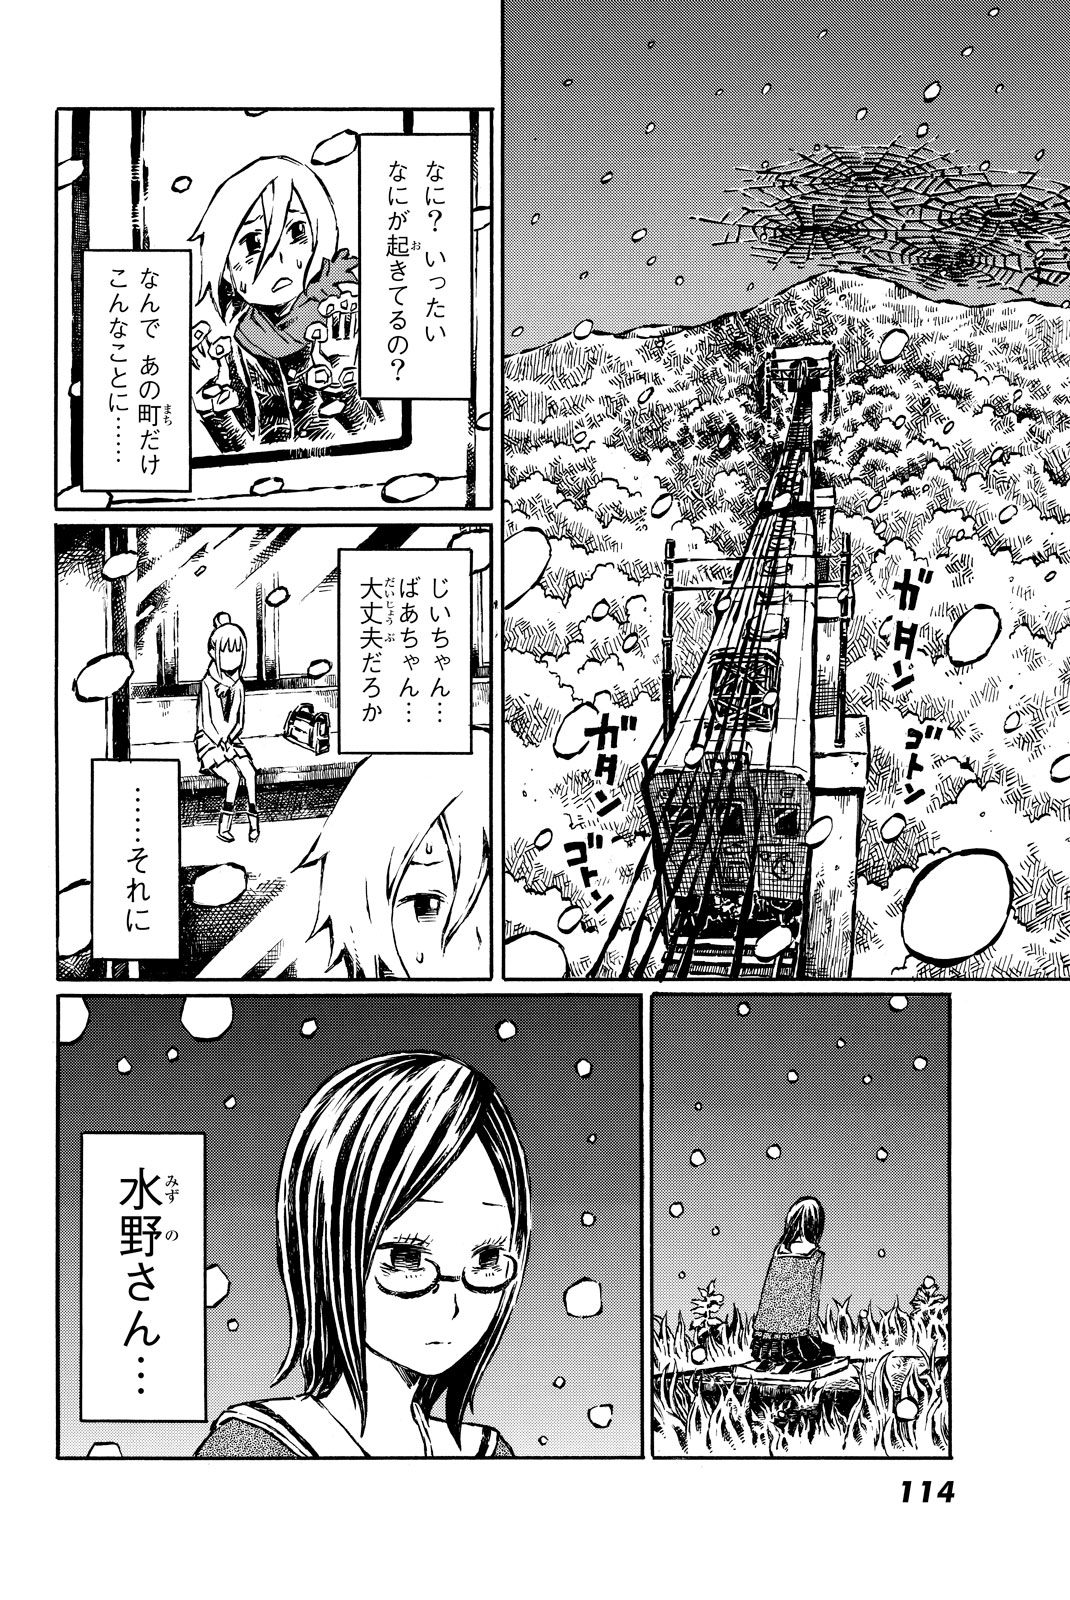 ガタン
ゴトン
ガタン
ゴトン
なに？ いったい
なにが起きてるの？
なんで あの町だけ
こんなことに……
じいちゃん…
ばあちゃん…
大丈夫だろか
……それに
水野さん…
114